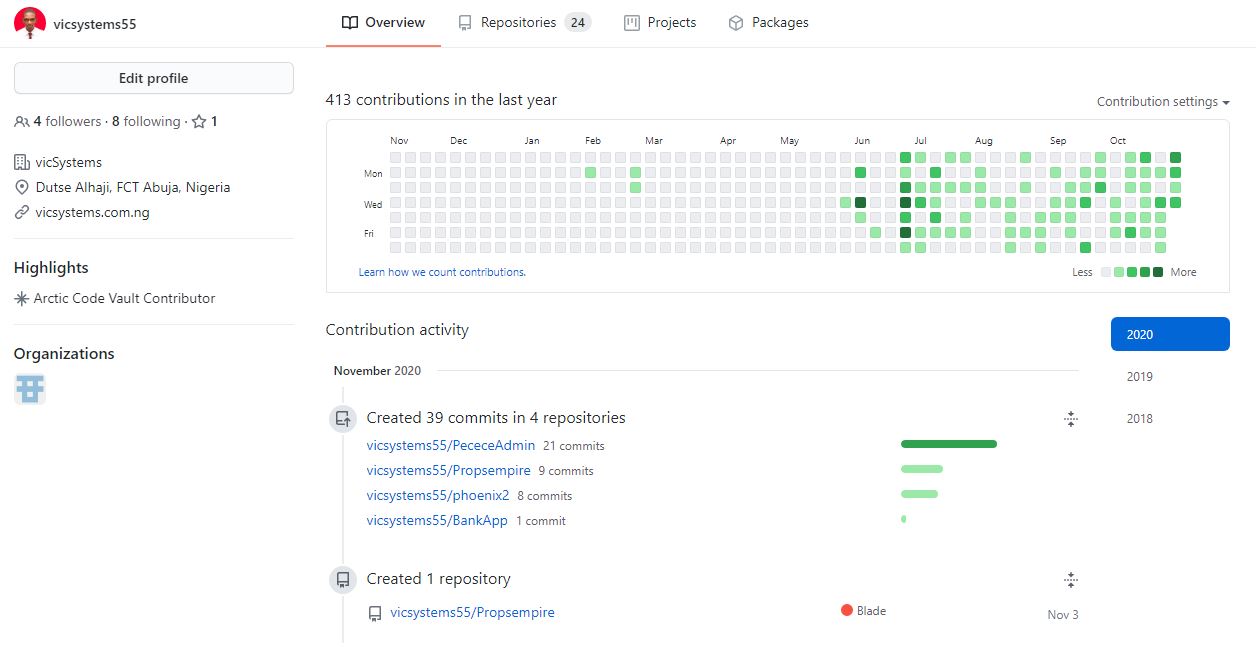 vicsystems55
Overview
Repositories 24
Projects
Packages
Edit profile
4 followers · 8 following · 1
vicSystems
Dutse Alhaji, FCT Abuja, Nigeria
vicsystems.com.ng
Highlights
Arctic Code Vault Contributor
Organizations
413 contributions in the last year
Contribution settings
Nov Dec Jan Feb Mar Apr May Jun Jul Aug Sep Oct
Mon
Wed
Fri
Learn how we count contributions.
Less More
Contribution activity
2020
2019
2018
November 2020
Created 39 commits in 4 repositories
vicsystems55/PececeAdmin 21 commits
vicsystems55/Propsempire 9 commits
vicsystems55/phoenix2 8 commits
vicsystems55/BankApp 1 commit
Created 1 repository
vicsystems55/Propsempire Blade Nov 3